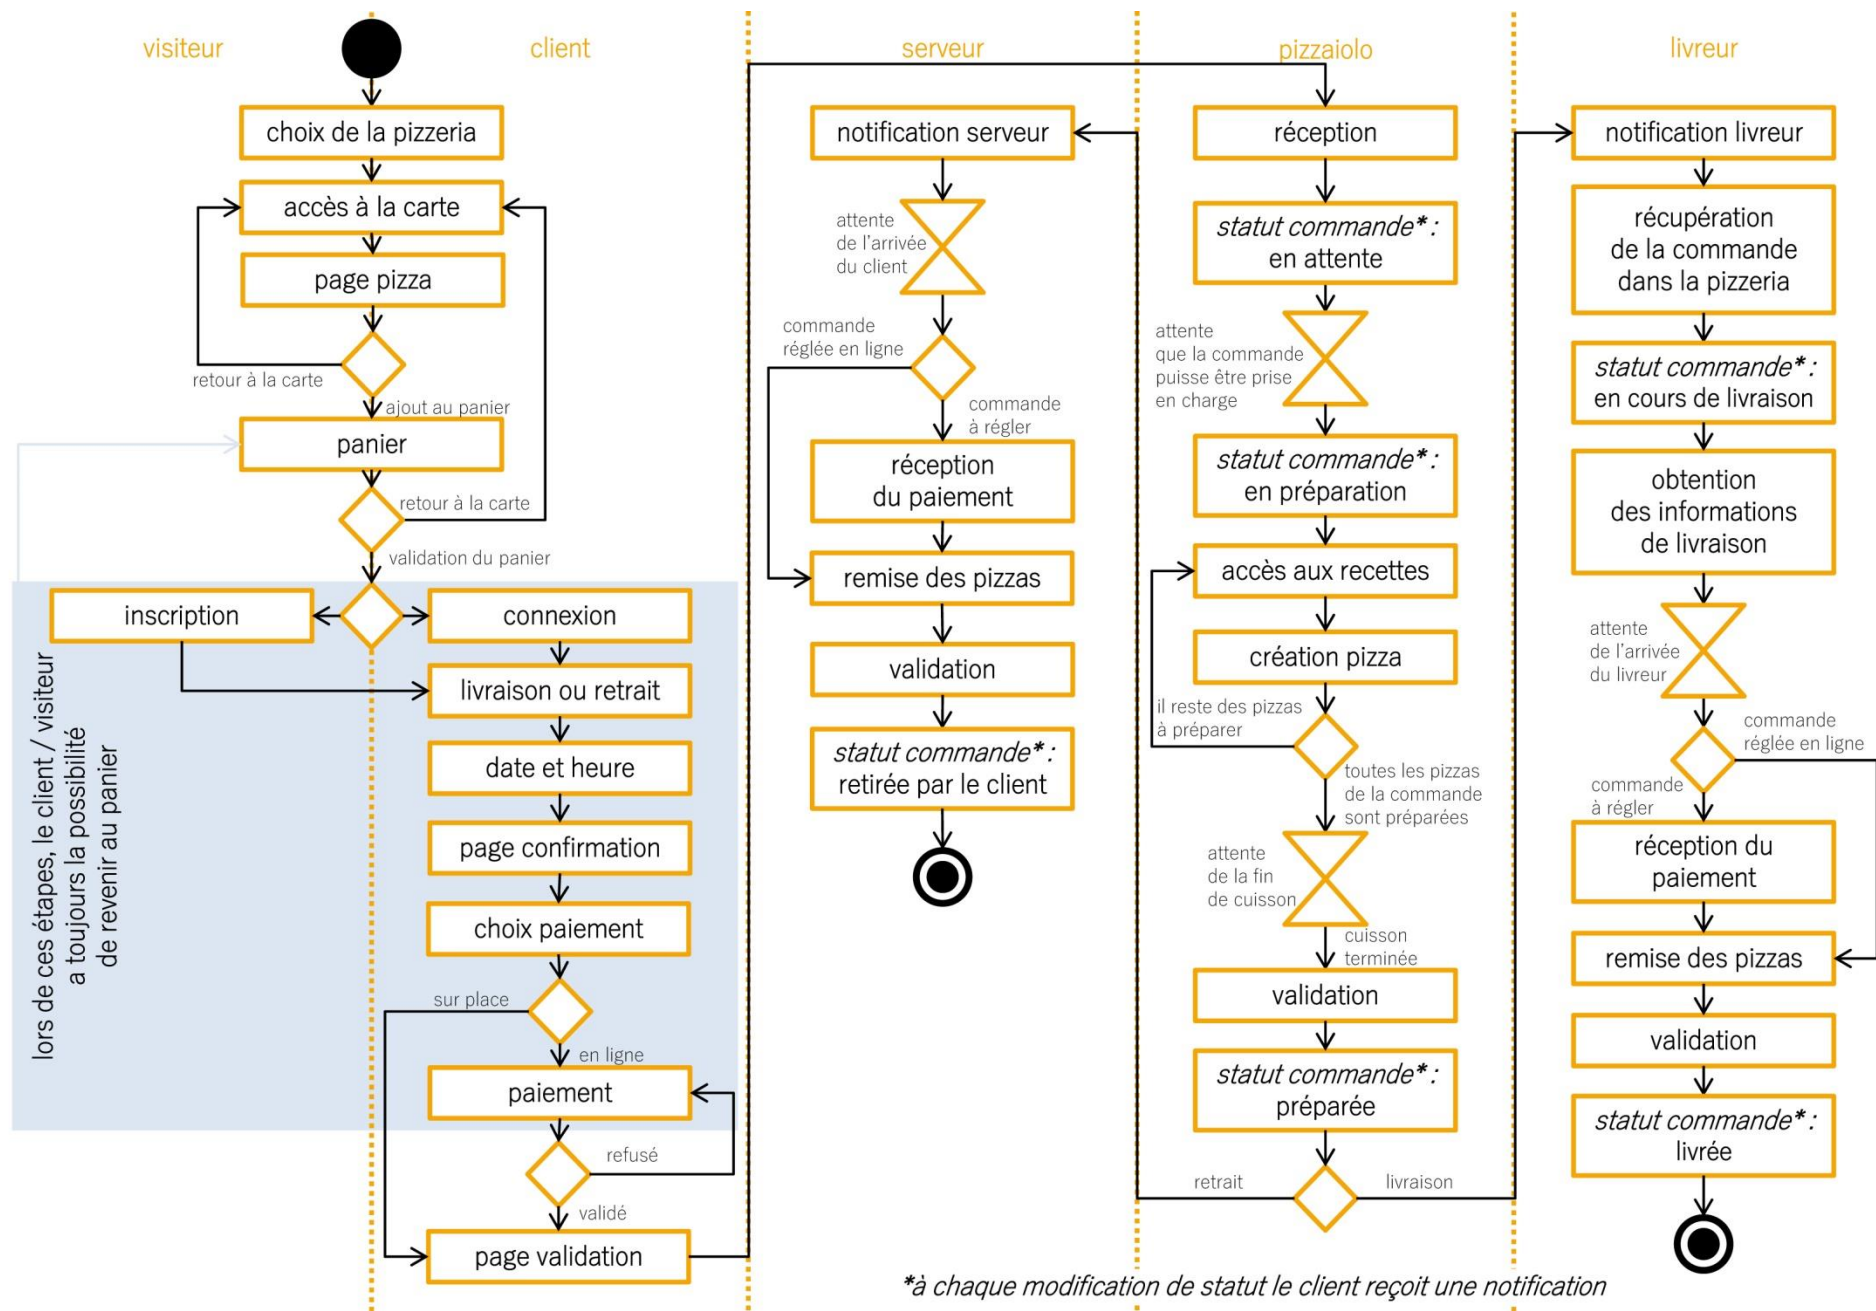 visiteur
client
serveur
pizzaiolo
livreur
choix de la pizzeria
accès à la carte
page pizza
retour à la carte
ajout au panier
panier
retour à la carte
validation du panier
inscription
connexion
livraison ou retrait
date et heure
page confirmation
choix paiement
sur place
en ligne
paiement
refusé
validé
page validation
lors de ces étapes, le client / visiteur
a toujours la possibilité
de revenir au panier
notification serveur
attente
de l'arrivée
du client
commande
réglée en ligne
commande
à régler
réception
du paiement
remise des pizzas
validation
statut commande* :
retirée par le client
réception
statut commande* :
en attente
attente
que la commande
puisse être prise
en charge
statut commande* :
en préparation
accès aux recettes
création pizza
il reste des pizzas
à préparer
toutes les pizzas
de la commande
sont préparées
attente
de la fin
de cuisson
cuisson
terminée
validation
statut commande* :
préparée
retrait
livraison
notification livreur
récupération
de la commande
dans la pizzeria
statut commande* :
en cours de livraison
obtention
des informations
de livraison
attente
de l'arrivée
du livreur
commande
réglée en ligne
commande
à régler
réception du
paiement
remise des pizzas
validation
statut commande* :
livrée
*à chaque modification de statut le client reçoit une notification